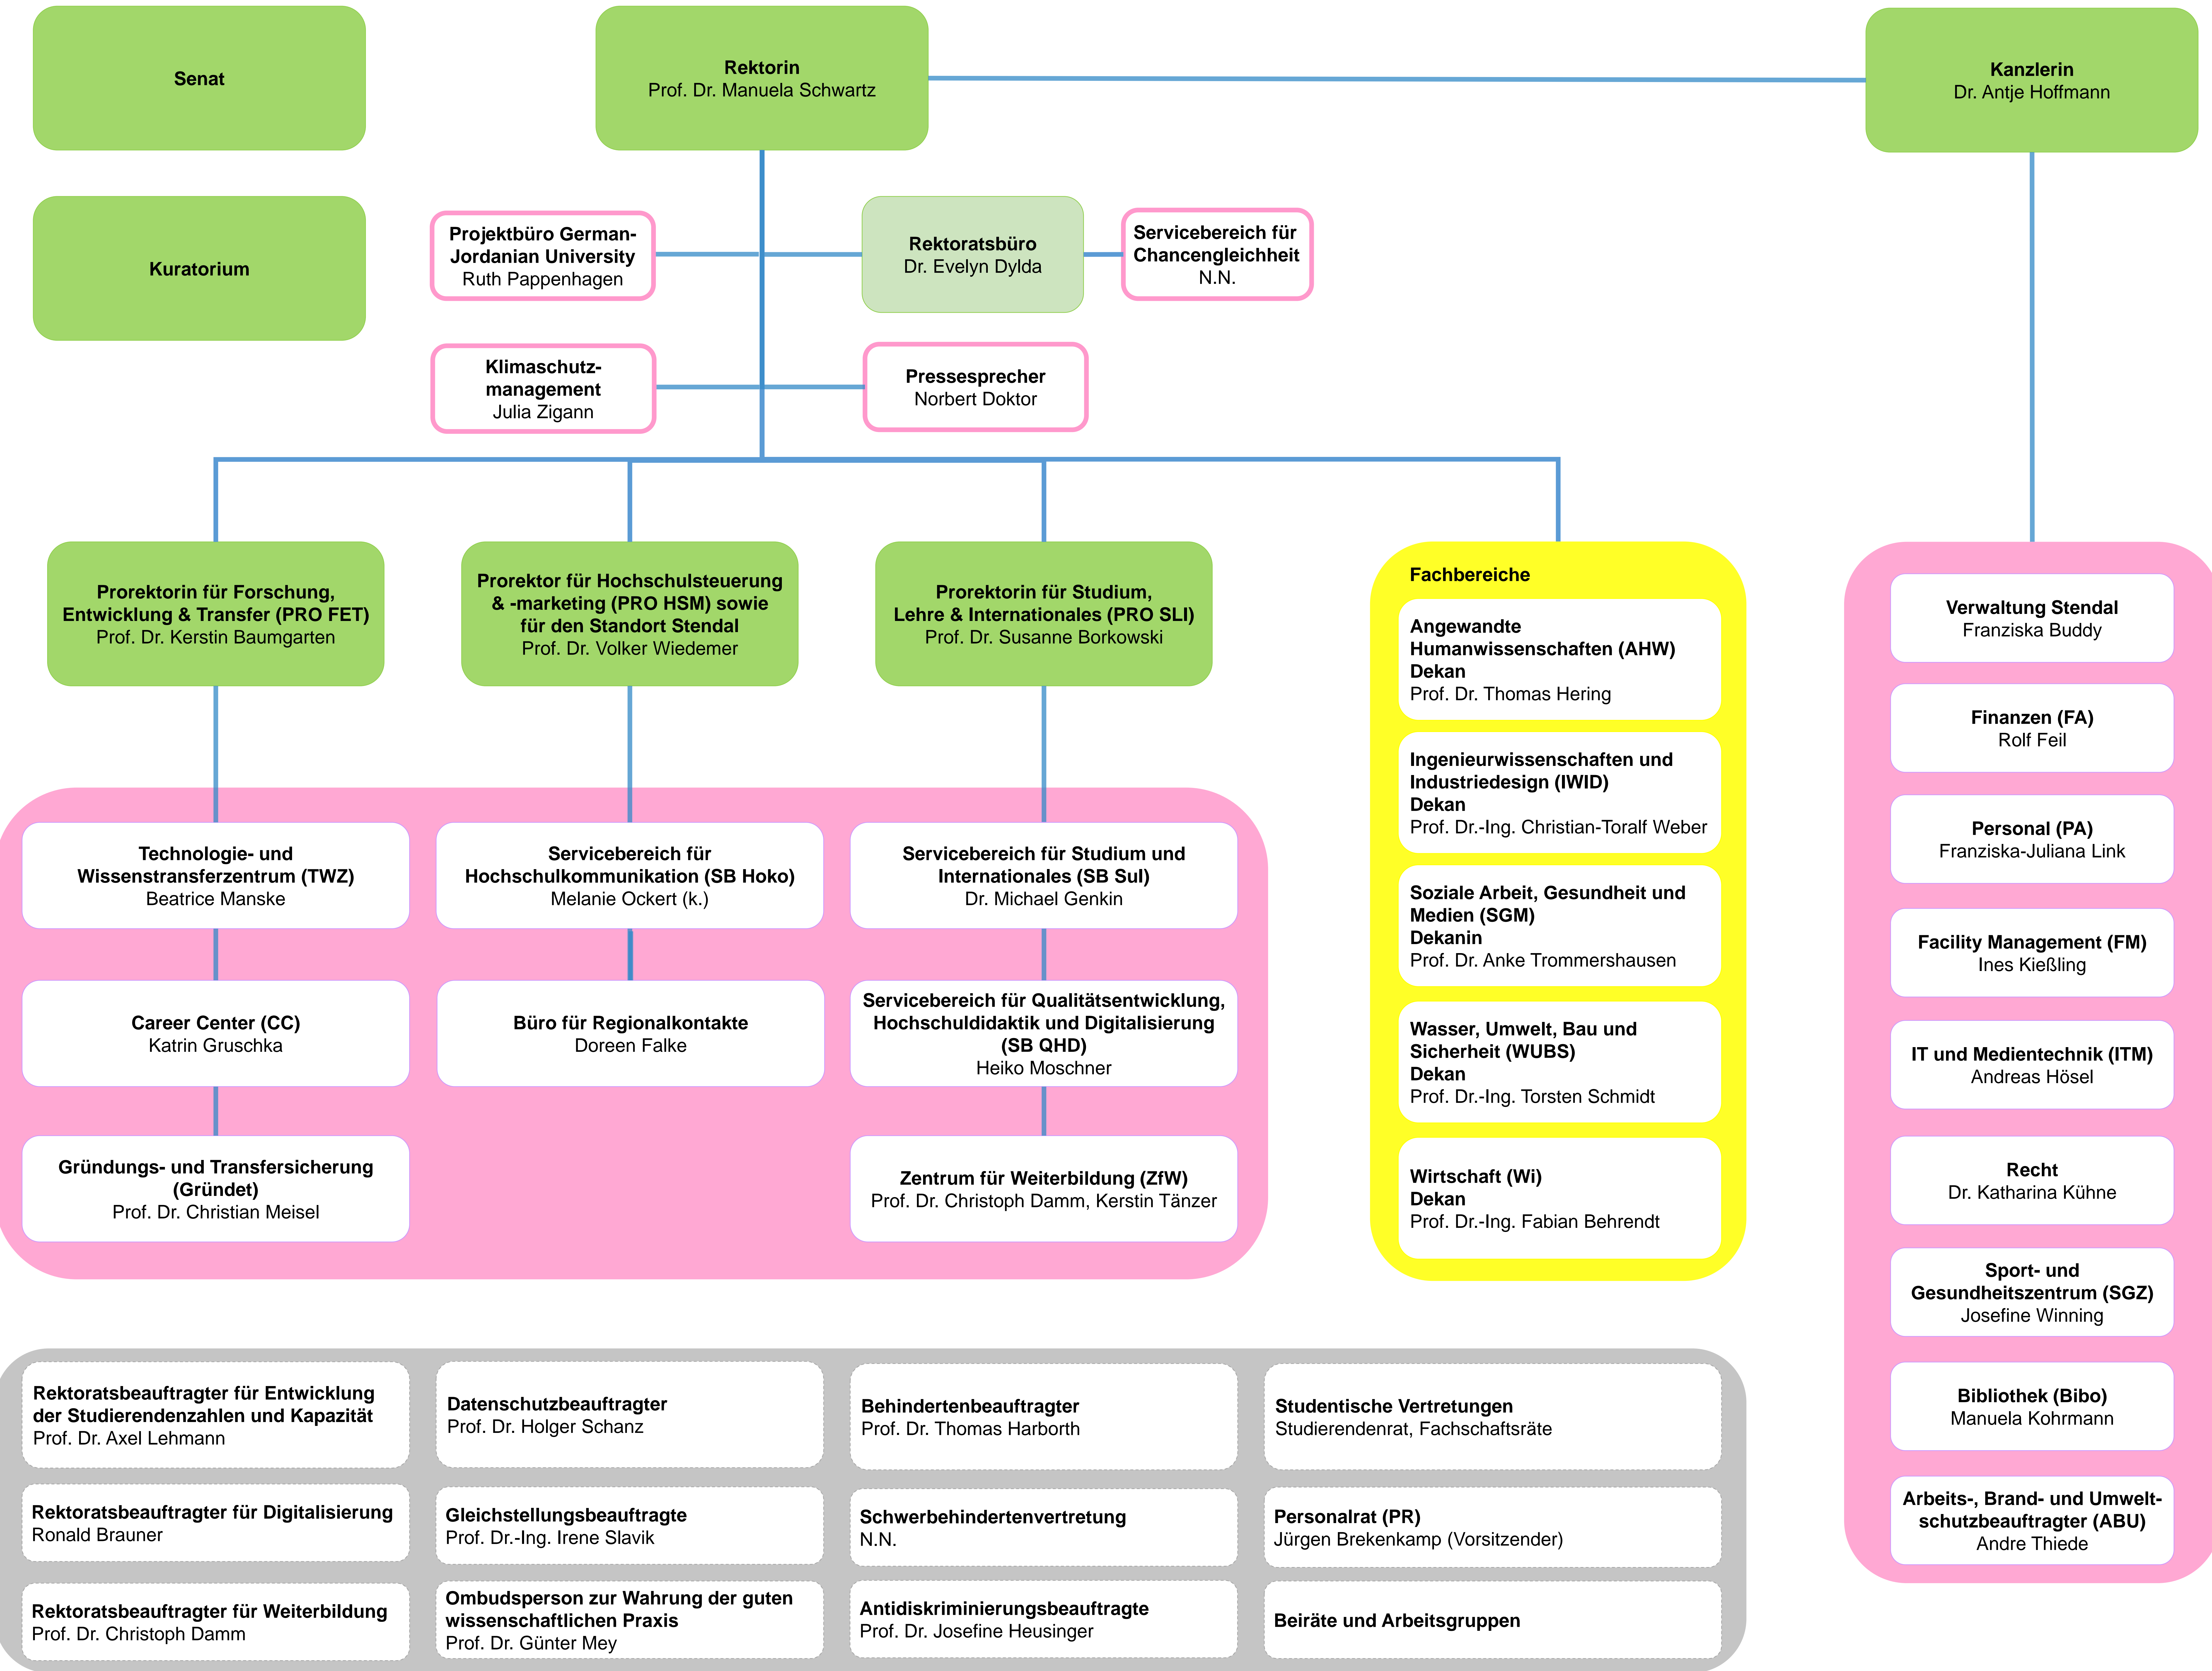 Senat
Rektorin
Prof. Dr. Manuela Schwartz
Kanzlerin
Dr. Antje Hoffmann
Kuratorium
Projektbüro German-
Jordanian University
Ruth Pappenhagen
Rektoratsbüro
Dr. Evelyn Dylda
Servicebereich für
Chancengleichheit
N.N.
Klimaschutz-
management
Julia Zigann
Pressesprecher
Norbert Doktor
Prorektorin für Forschung,
Entwicklung & Transfer (PRO FET)
Prof. Dr. Kerstin Baumgarten
Prorektor für Hochschulsteuerung
& -marketing (PRO HSM) sowie
für den Standort Stendal
Prof. Dr. Volker Wiedemer
Prorektorin für Studium,
Lehre & Internationales (PRO SLI)
Prof. Dr. Susanne Borkowski
Technologie- und
Wissenstransferzentrum (TWZ)
Beatrice Manske
Servicebereich für
Hochschulkommunikation (SB Hoko)
Melanie Ockert (k.)
Servicebereich für Studium und
Internationales (SB SuI)
Dr. Michael Genkin
Career Center (CC)
Katrin Gruschka
Büro für Regionalkontakte
Doreen Falke
Servicebereich für Qualitätsentwicklung,
Hochschuldidaktik und Digitalisierung
(SB QHD)
Heiko Moschner
Gründungs- und Transfersicherung
(Gründet)
Prof. Dr. Christian Meisel
Zentrum für Weiterbildung (ZfW)
Prof. Dr. Christoph Damm, Kerstin Tänzer
Fachbereiche
Angewandte
Humanwissenschaften (AHW)
Dekan
Prof. Dr. Thomas Hering
Ingenieurwissenschaften und
Industriedesign (IWID)
Dekan
Prof. Dr.-Ing. Christian-Toralf Weber
Soziale Arbeit, Gesundheit und
Medien (SGM)
Dekanin
Prof. Dr. Anke Trommershausen
Wasser, Umwelt, Bau und
Sicherheit (WUBS)
Dekan
Prof. Dr.-Ing. Torsten Schmidt
Wirtschaft (Wi)
Dekan
Prof. Dr.-Ing. Fabian Behrendt
Verwaltung Stendal
Franziska Buddy
Finanzen (FA)
Rolf Feil
Personal (PA)
Franziska-Juliana Link
Facility Management (FM)
Ines Kießling
IT und Medientechnik (ITM)
Andreas Hösel
Recht
Dr. Katharina Kühne
Sport- und
Gesundheitszentrum (SGZ)
Josefine Winning
Bibliothek (Bibo)
Manuela Kohrmann
Arbeits-, Brand- und Umwelt-
schutzbeauftragter (ABU)
Andre Thiede
Rektoratsbeauftragter für Entwicklung
der Studierendenzahlen und Kapazität
Prof. Dr. Axel Lehmann
Datenschutzbeauftragter
Prof. Dr. Holger Schanz
Behindertenbeauftragter
Prof. Dr. Thomas Harborth
Studentische Vertretungen
Studierendenrat, Fachschaftsräte
Rektoratsbeauftragter für Digitalisierung
Ronald Brauner
Gleichstellungsbeauftragte
Prof. Dr.-Ing. Irene Slavik
Schwerbehindertenvertretung
N.N.
Personalrat (PR)
Jürgen Brekenkamp (Vorsitzender)
Rektoratsbeauftragter für Weiterbildung
Prof. Dr. Christoph Damm
Ombudsperson zur Wahrung der guten
wissenschaftlichen Praxis
Prof. Dr. Günter Mey
Antidiskriminierungsbeauftragte
Prof. Dr. Josefine Heusinger
Beiräte und Arbeitsgruppen